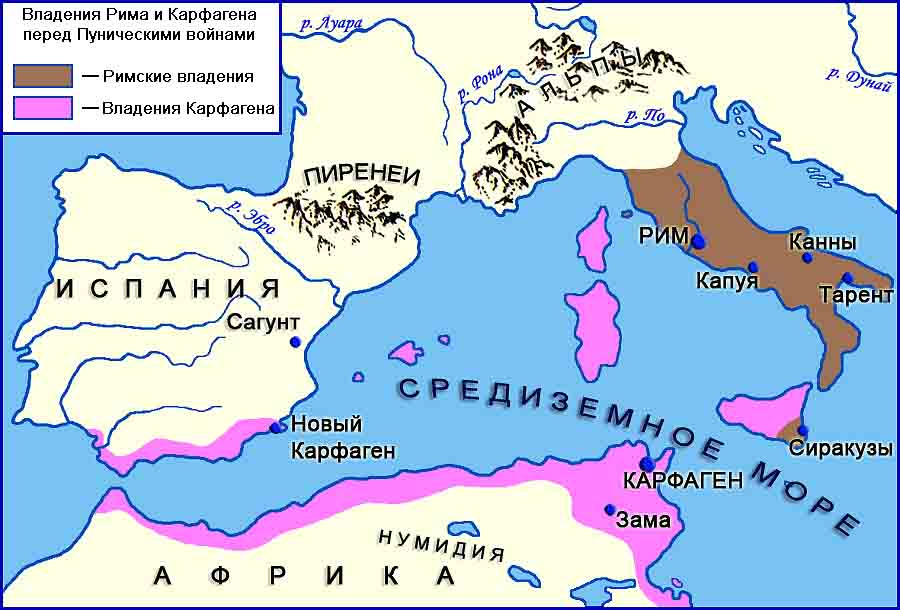 Владения Рима и Карфагена
перед Пуническими войнами
— Римские владения
— Владения Карфагена
р. Луара
р. Рона
АЛЬПЫ
р. Дунай
р. По
ПИРЕНЕИ
р. Эбро
РИМ
Канны
Капуя
Тарент
ИСПАНИЯ
Сагунт
СРЕДИЗЕМНОЕ МОРЕ
Новый
Карфаген
Сиракузы
КАРФАГЕН
Зама
НУМИДИЯ
АФРИКА